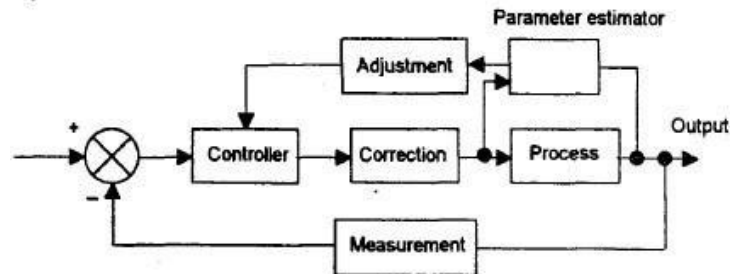 Parameter estimator
Adjustment
+
Controller
Correction
Process
Output
−
Measurement